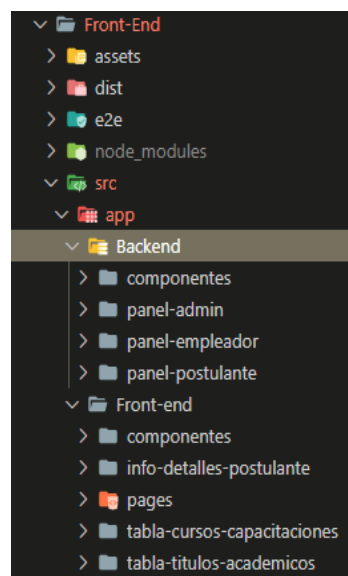 Front-End
assets
dist
e2e
node_modules
src
app
Backend
componentes
panel-admin
panel-empleador
panel-postulante
Front-end
componentes
info-detalles-postulante
pages
tabla-cursos-capacitaciones
tabla-titulos-academicos